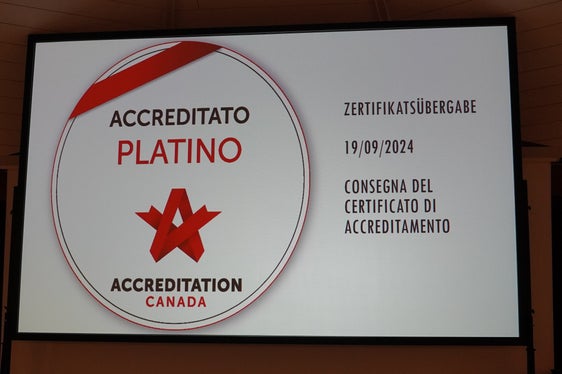 ACCREDITATO
PLATINO
ACCREDITATION
CANADA
ZERTIFIKATSÜBERGABE
19/09/2024
CONSEGNA DEL
CERTIFICATO DI
ACCREDITAMENTO